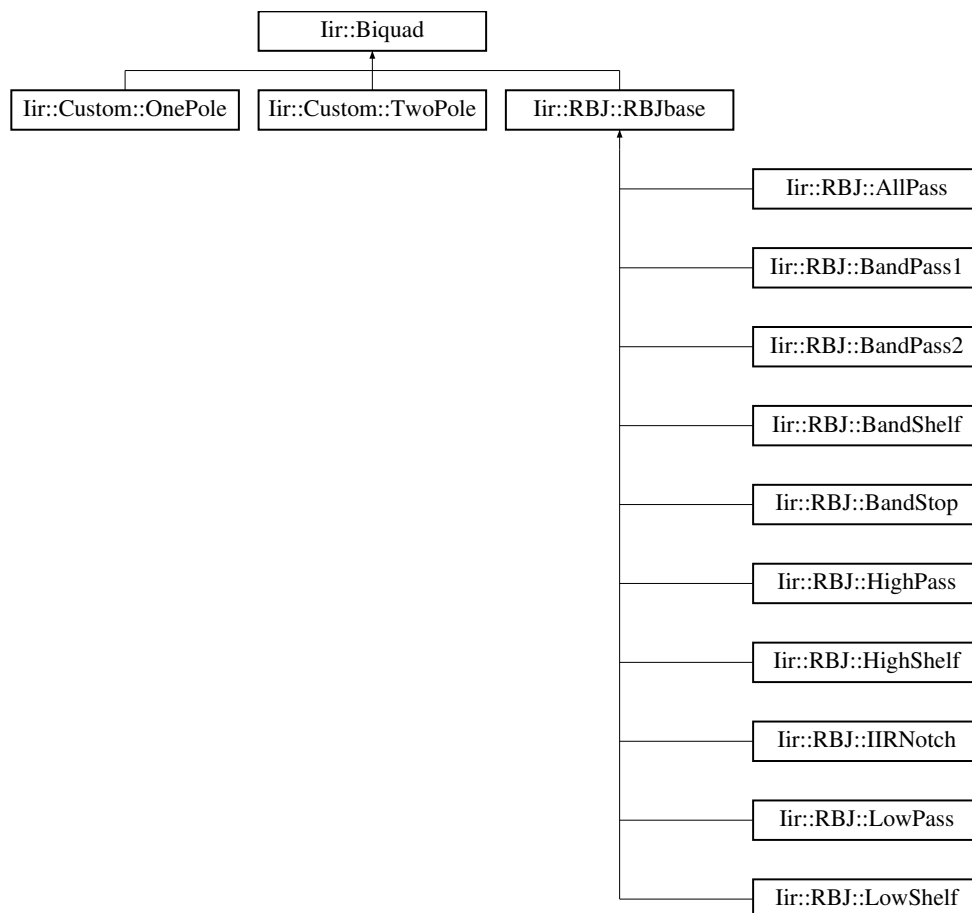 Iir::Biquad
Iir::Custom::OnePole
Iir::Custom::TwoPole
Iir::RBJ::RBJbase
Iir::RBJ::AllPass
Iir::RBJ::BandPass1
Iir::RBJ::BandPass2
Iir::RBJ::BandShelf
Iir::RBJ::BandStop
Iir::RBJ::HighPass
Iir::RBJ::HighShelf
Iir::RBJ::IIRNotch
Iir::RBJ::LowPass
Iir::RBJ::LowShelf